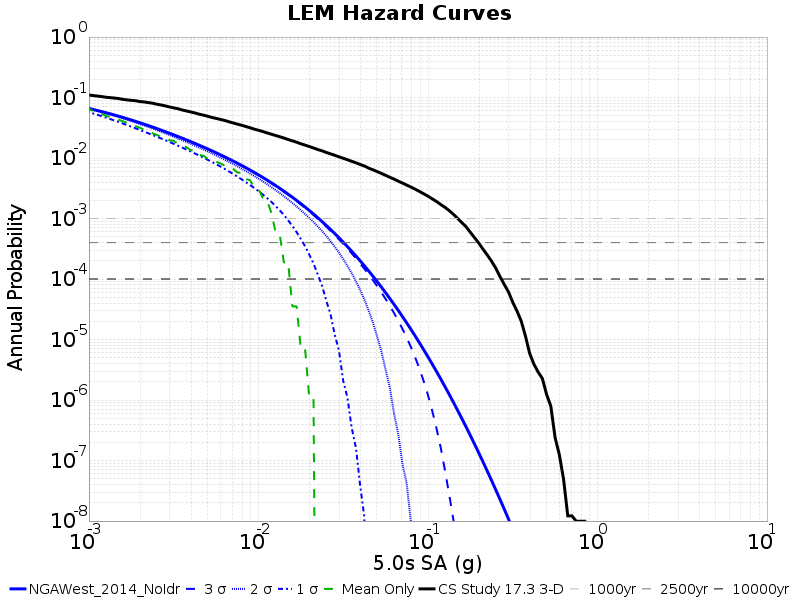 LEM Hazard Curves
10^0
10^-1
10^-2
10^-3
10^-4
10^-5
10^-6
10^-7
10^-8
Annual Probability
10^-3 10^-2 10^-1 10^0 10^1
5.0s SA (g)
NGAWest_2014_NoIdr 3 σ 2 σ 1 σ Mean Only CS Study 17.3 3-D 1000yr 2500yr 10000yr